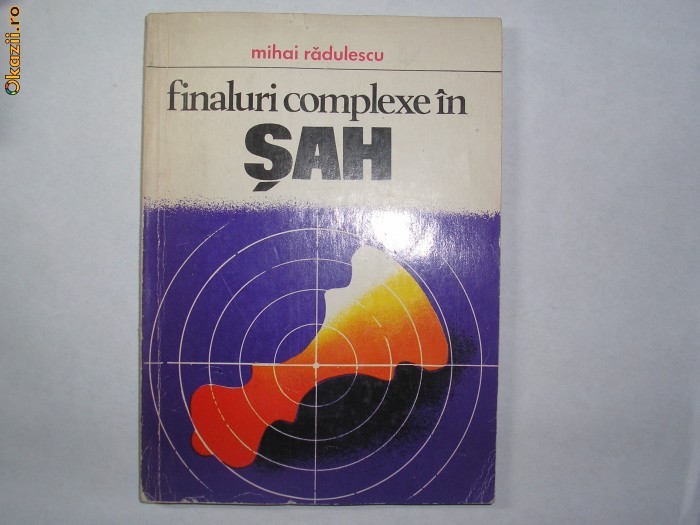 Okazii.ro
mihai rădulescu
finaluri complexe în
ȘAH